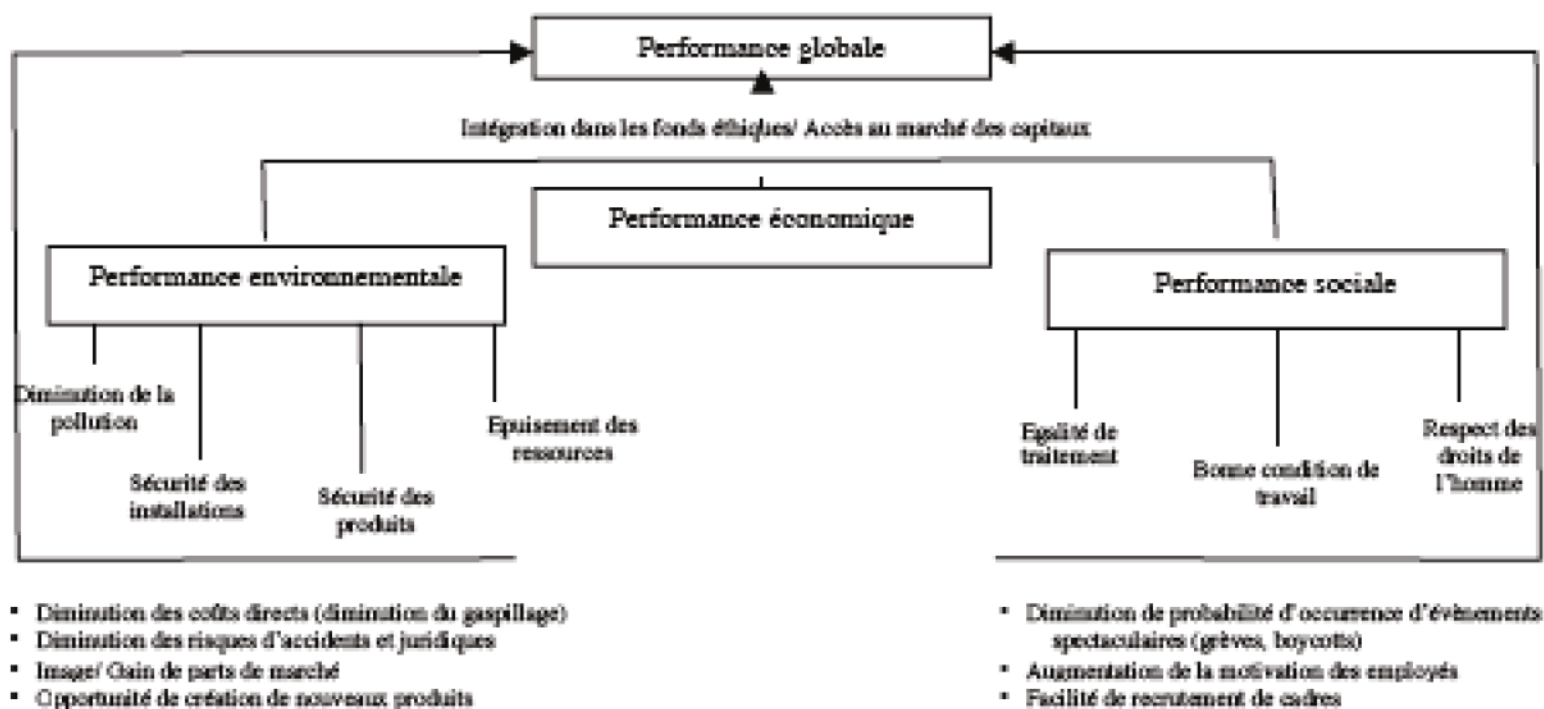 Performance globale
Intégration dans les fonds éthiques/ Accès au marché des capitaux
Performance économique
Performance environnementale
Performance sociale
Diminution de la
pollution
Sécurité des
installations
Sécurité des
produits
Epuisement des
ressources
Egalité de
traitement
Bonne condition de
travail
Respect des
droits de
l'homme
▪ Diminution des coûts directs (diminution du gaspillage)
▪ Diminution des risques d'accidents et juridiques
▪ Image/ Gain de parts de marché
▪ Opportunité de création de nouveaux produits
▪ Diminution de probabilité d'occurrence d'évènements
spectaculaires (grèves, boycotts)
▪ Augmentation de la motivation des employés
▪ Facilité de recrutement de cadres